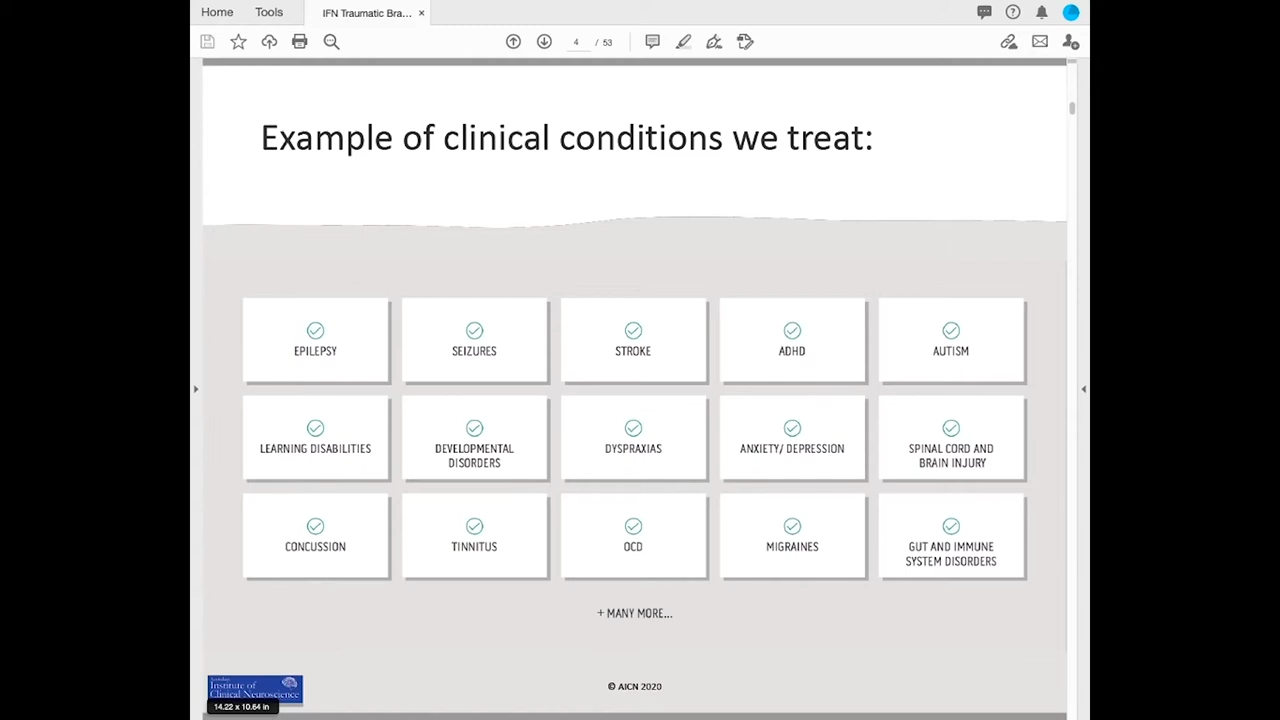 Home
Tools
IFN Traumatic Bra...
4 / 53
Example of clinical conditions we treat:
EPILEPSY
SEIZURES
STROKE
ADHD
AUTISM
LEARNING DISABILITIES
DEVELOPMENTAL
DISORDERS
DYSPRAXIAS
ANXIETY/ DEPRESSION
SPINAL CORD AND
BRAIN INJURY
CONCUSSION
TINNITUS
OCD
MIGRAINES
GUT AND IMMUNE
SYSTEM DISORDERS
+ MANY MORE...
Institute of
Clinical Neuroscience
14.22 x 10.64 in
© AICN 2020